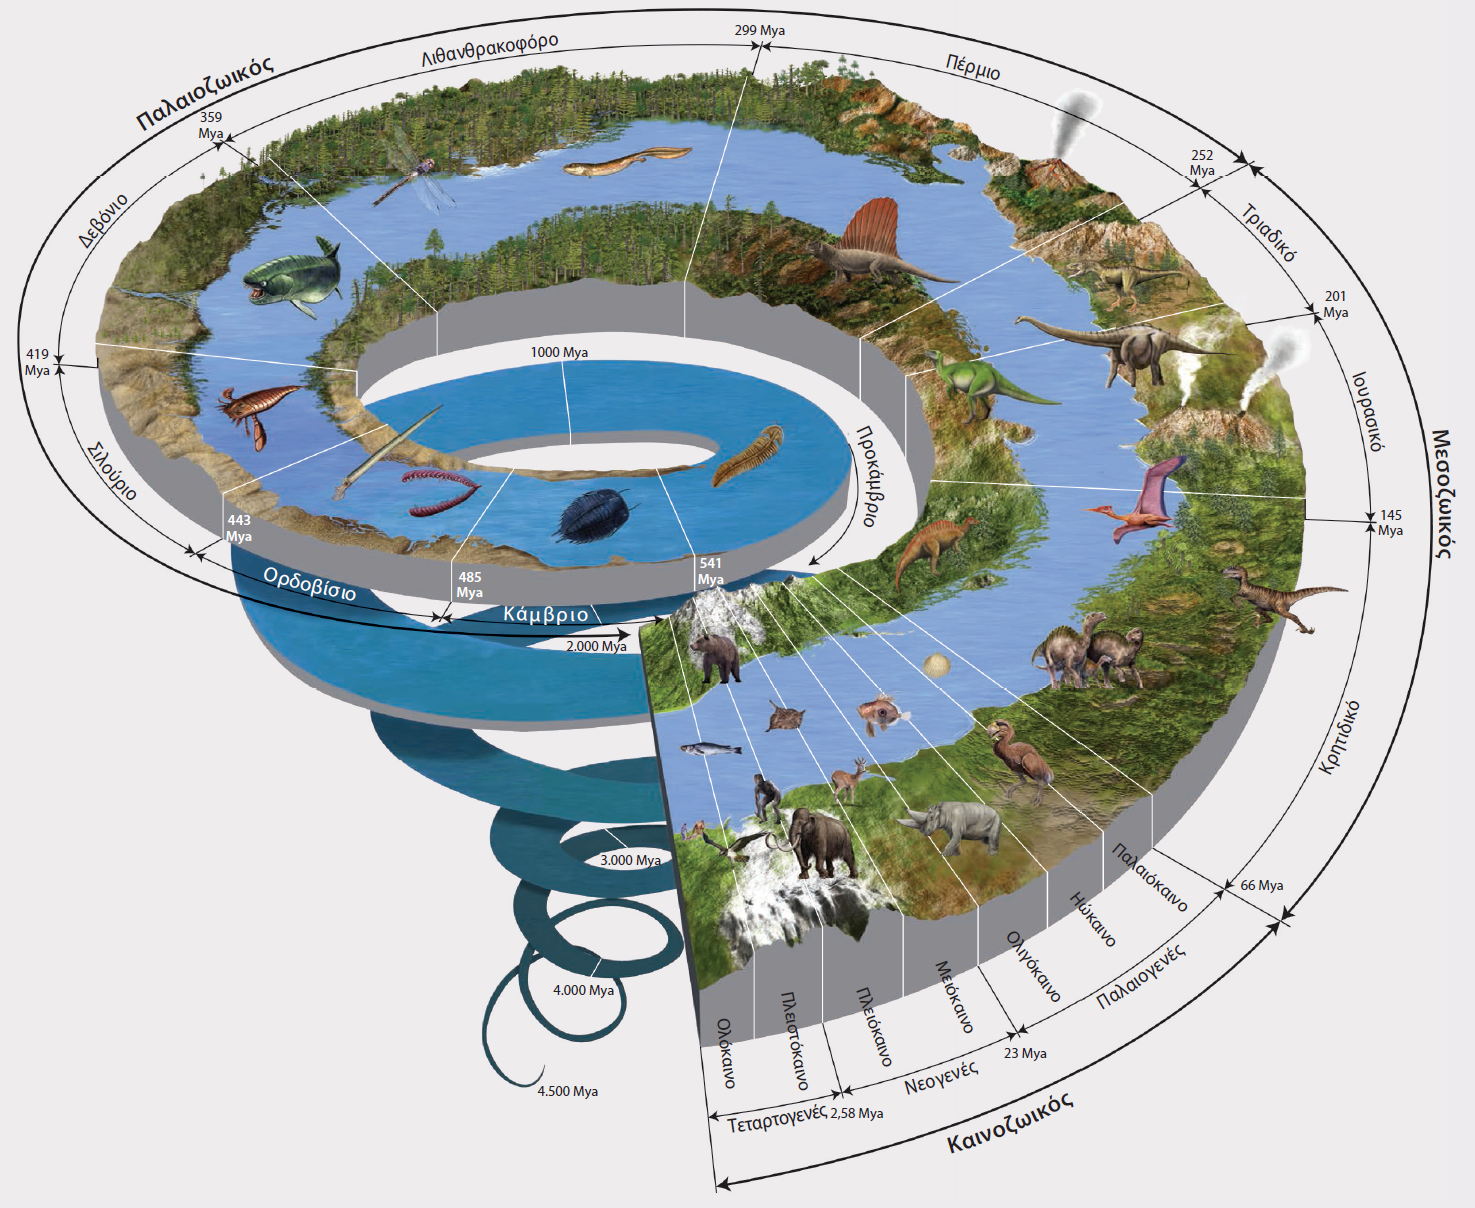 Παλαιοζωικός
Λιθανθρακοφόρο
299 Mya
Πέρμιο
359
Mya
252
Mya
Δεβόνιο
Τριαδικό
201
Mya
419
Mya
1000 Mya
Ιουρασικό
Μεσοζωικός
Σιλούριο
Προκάμβριο
443
Mya
145
Mya
541
Mya
485
Mya
Ορδοβίσιο
Κάμβριο
2.000 Mya
Κρητιδικό
3.000 Mya
66 Mya
4.000 Mya
4.500 Mya
Ολόκαινο
Πλειστόκαινο
Πλειόκαινο
Μειόκαινο
Ολιγόκαινο
Ηώκαινο
Παλαιόκαινο
Παλαιογενές
23 Mya
Νεογενές
2,58 Mya
Τεταρτογενές
Καινοζωικός